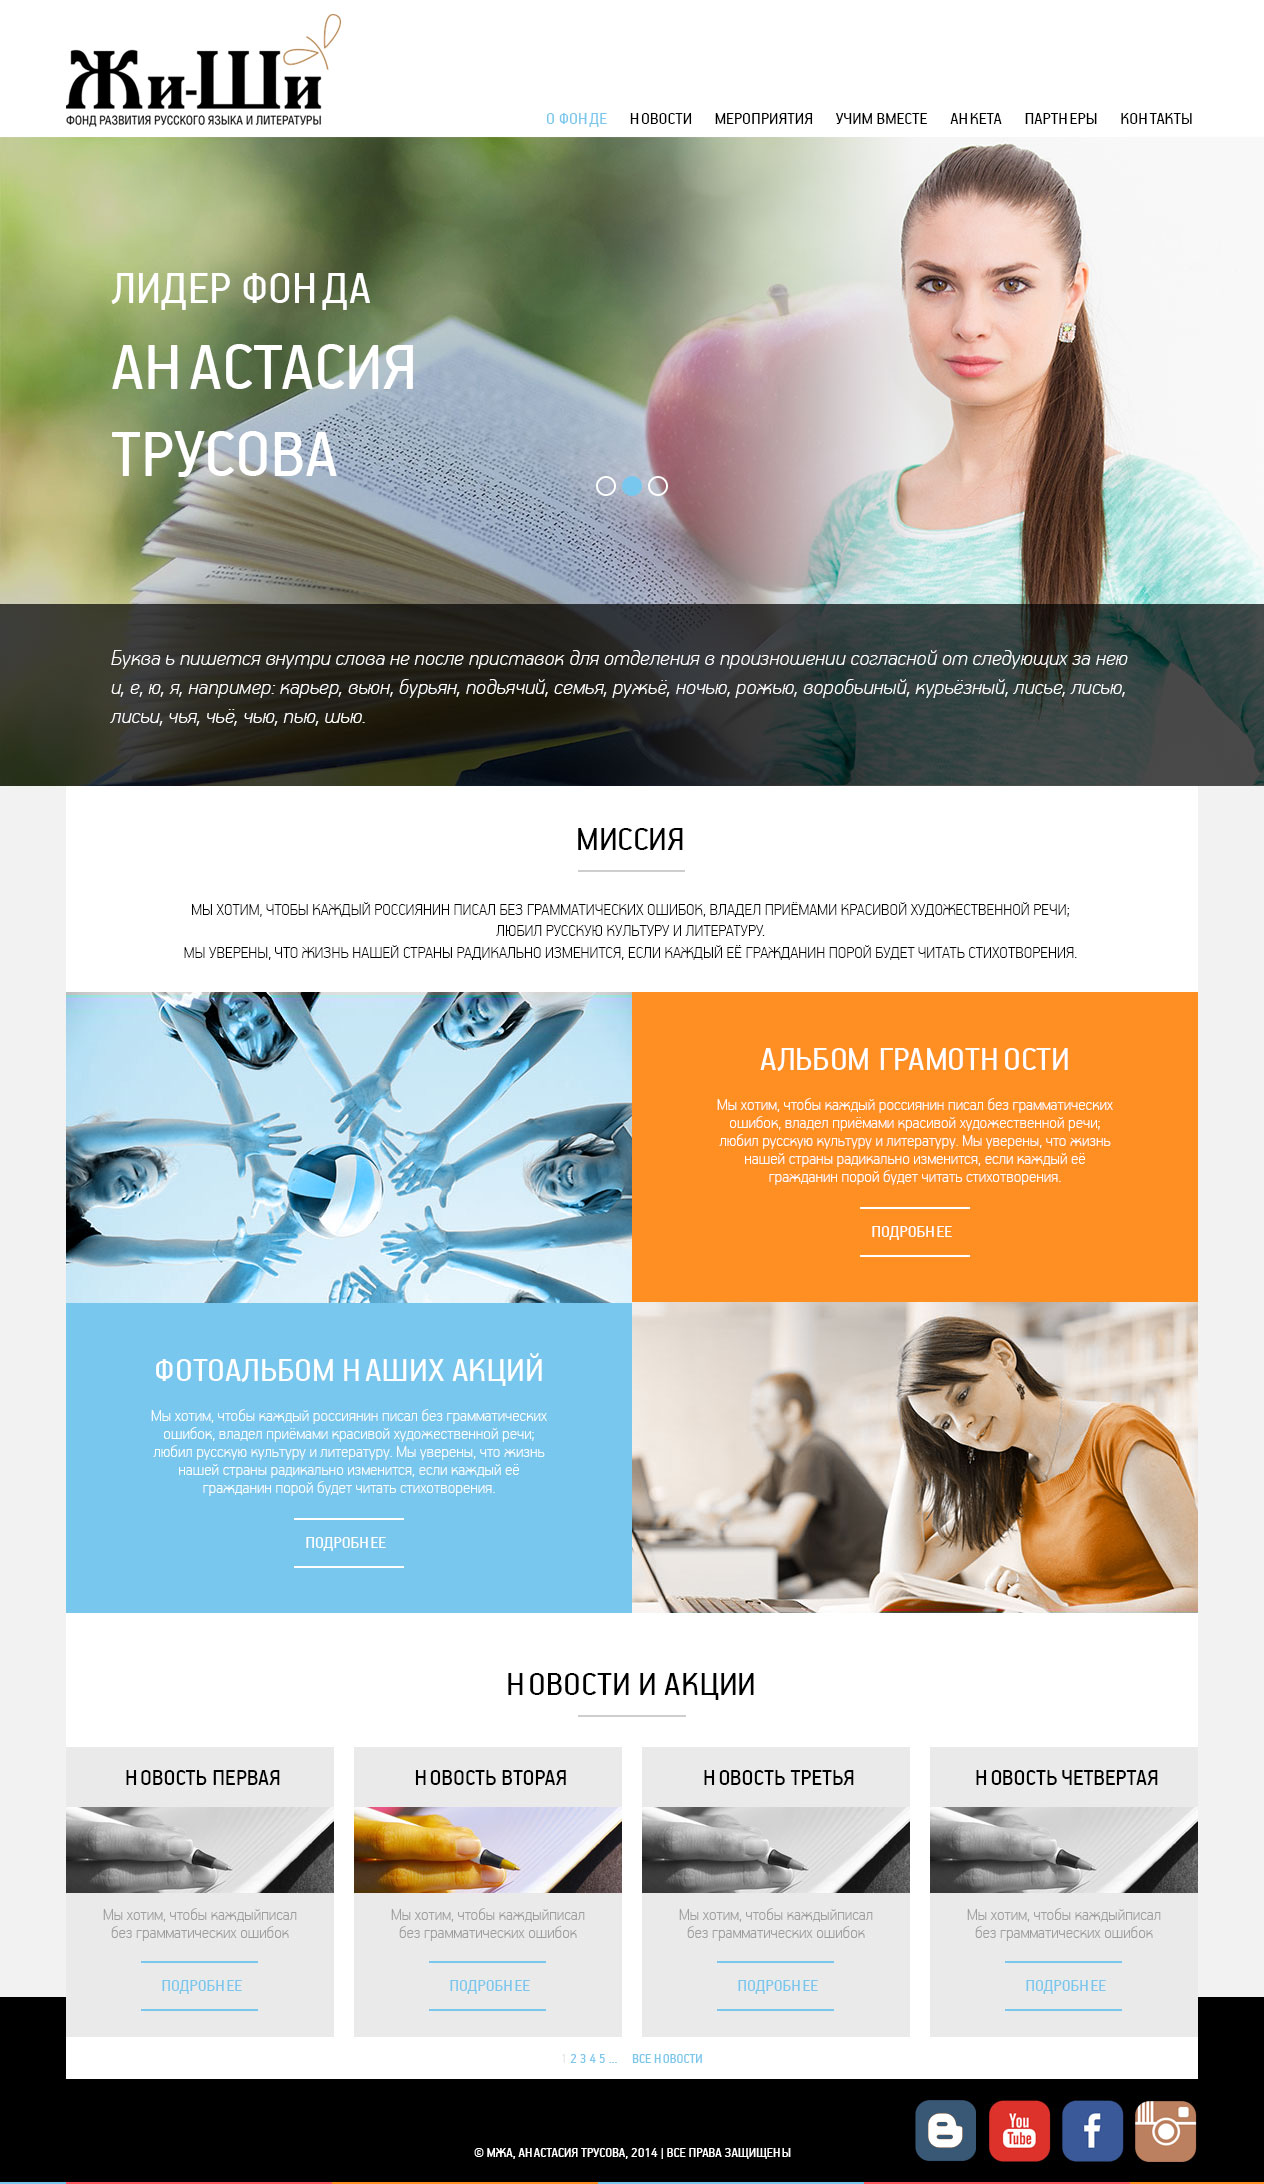 Жи-Ши
ФОНД РАЗВИТИЯ РУССКОГО ЯЗЫКА И ЛИТЕРАТУРЫ
О ФОНДЕ НОВОСТИ МЕРОПРИЯТИЯ УЧИМ ВМЕСТЕ АНКЕТА ПАРТНЕРЫ КОНТАКТЫ
ЛИДЕР ФОНДА
АНАСТАСИЯ
ТРУСОВА
Буква ь пишется внутри слова не после приставок для отделения в произношении согласной от следующих за нею
и, е, ю, я, например: карьер, вьюн, бурьян, подьячий, семья, ружьё, ночью, рожью, воробьиный, курьёзный, лисье, лисью,
лисьи, чья, чьё, чью, пью, шью.
МИССИЯ
МЫ ХОТИМ, ЧТОБЫ КАЖДЫЙ РОССИЯНИН ПИСАЛ БЕЗ ГРАММАТИЧЕСКИХ ОШИБОК, ВЛАДЕЛ ПРИЁМАМИ КРАСИВОЙ ХУДОЖЕСТВЕННОЙ РЕЧИ;
ЛЮБИЛ РУССКУЮ КУЛЬТУРУ И ЛИТЕРАТУРУ.
МЫ УВЕРЕНЫ, ЧТО ЖИЗНЬ НАШЕЙ СТРАНЫ РАДИКАЛЬНО ИЗМЕНИТСЯ, ЕСЛИ КАЖДЫЙ ЕЁ ГРАЖДАНИН ПОРОЙ БУДЕТ ЧИТАТЬ СТИХОТВОРЕНИЯ.
АЛЬБОМ ГРАМОТНОСТИ
Мы хотим, чтобы каждый россиянин писал без грамматических
ошибок, владел приёмами красивой художественной речи;
любил русскую культуру и литературу. Мы уверены, что жизнь
нашей страны радикально изменится, если каждый её
гражданин порой будет читать стихотворения.
ПОДРОБНЕЕ
ФОТОАЛЬБОМ НАШИХ АКЦИЙ
Мы хотим, чтобы каждый россиянин писал без грамматических
ошибок, владел приёмами красивой художественной речи;
любил русскую культуру и литературу. Мы уверены, что жизнь
нашей страны радикально изменится, если каждый её
гражданин порой будет читать стихотворения.
ПОДРОБНЕЕ
НОВОСТИ И АКЦИИ
НОВОСТЬ ПЕРВАЯ
Мы хотим, чтобы каждыйписал
без грамматических ошибок
ПОДРОБНЕЕ
НОВОСТЬ ВТОРАЯ
Мы хотим, чтобы каждыйписал
без грамматических ошибок
ПОДРОБНЕЕ
НОВОСТЬ ТРЕТЬЯ
Мы хотим, чтобы каждыйписал
без грамматических ошибок
ПОДРОБНЕЕ
НОВОСТЬ ЧЕТВЕРТАЯ
Мы хотим, чтобы каждыйписал
без грамматических ошибок
ПОДРОБНЕЕ
1 2 3 4 5 ... ВСЕ НОВОСТИ
You
Tube
© МЖА, АНАСТАСИЯ ТРУСОВА, 2014 | ВСЕ ПРАВА ЗАЩИЩЕНЫ